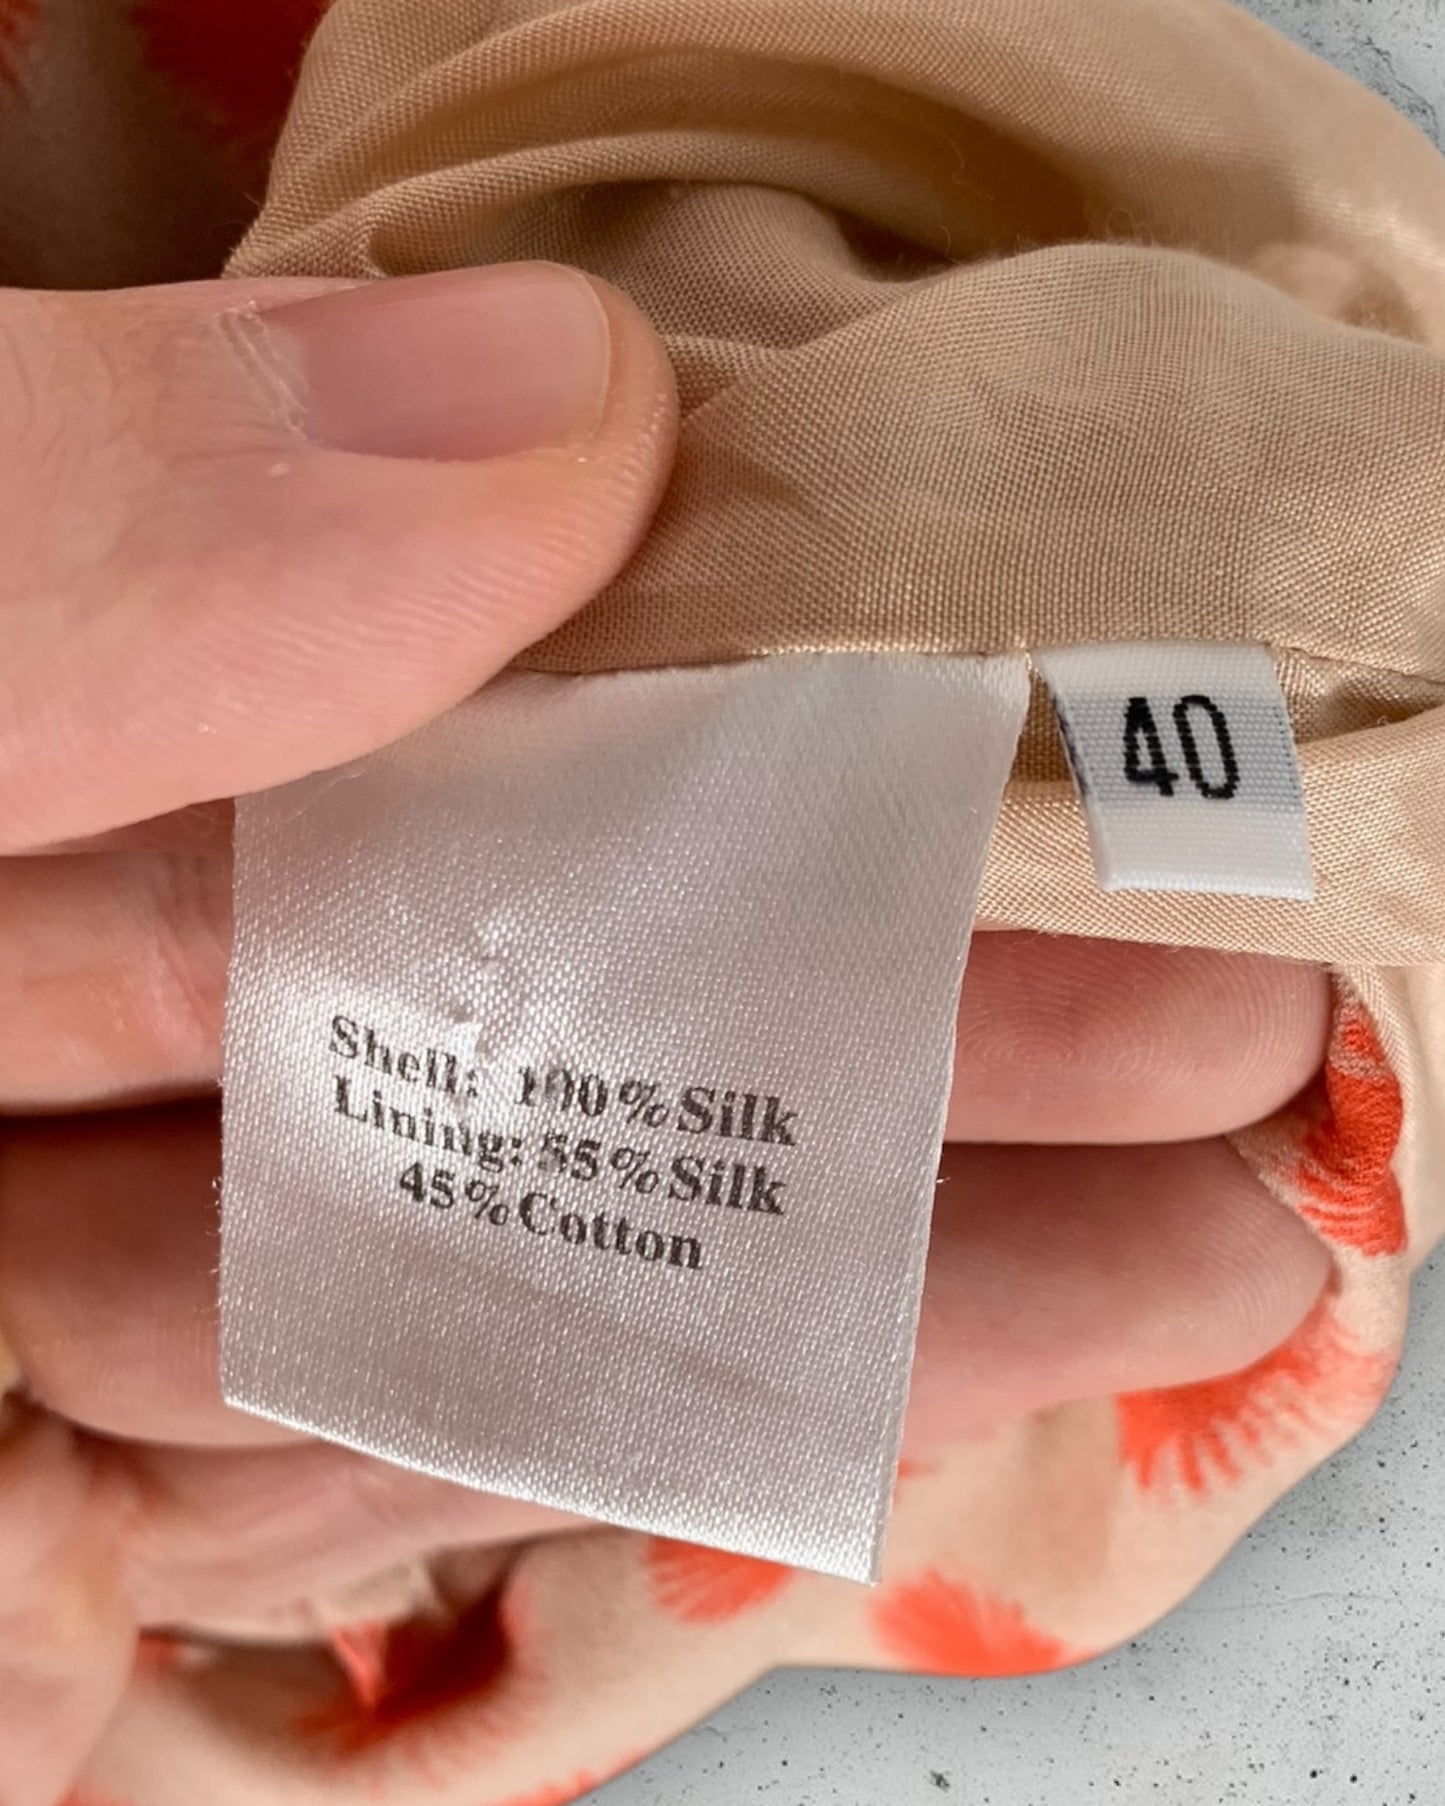 40
Shell: 100% Silk
Lining: 55% Silk
45% Cotton